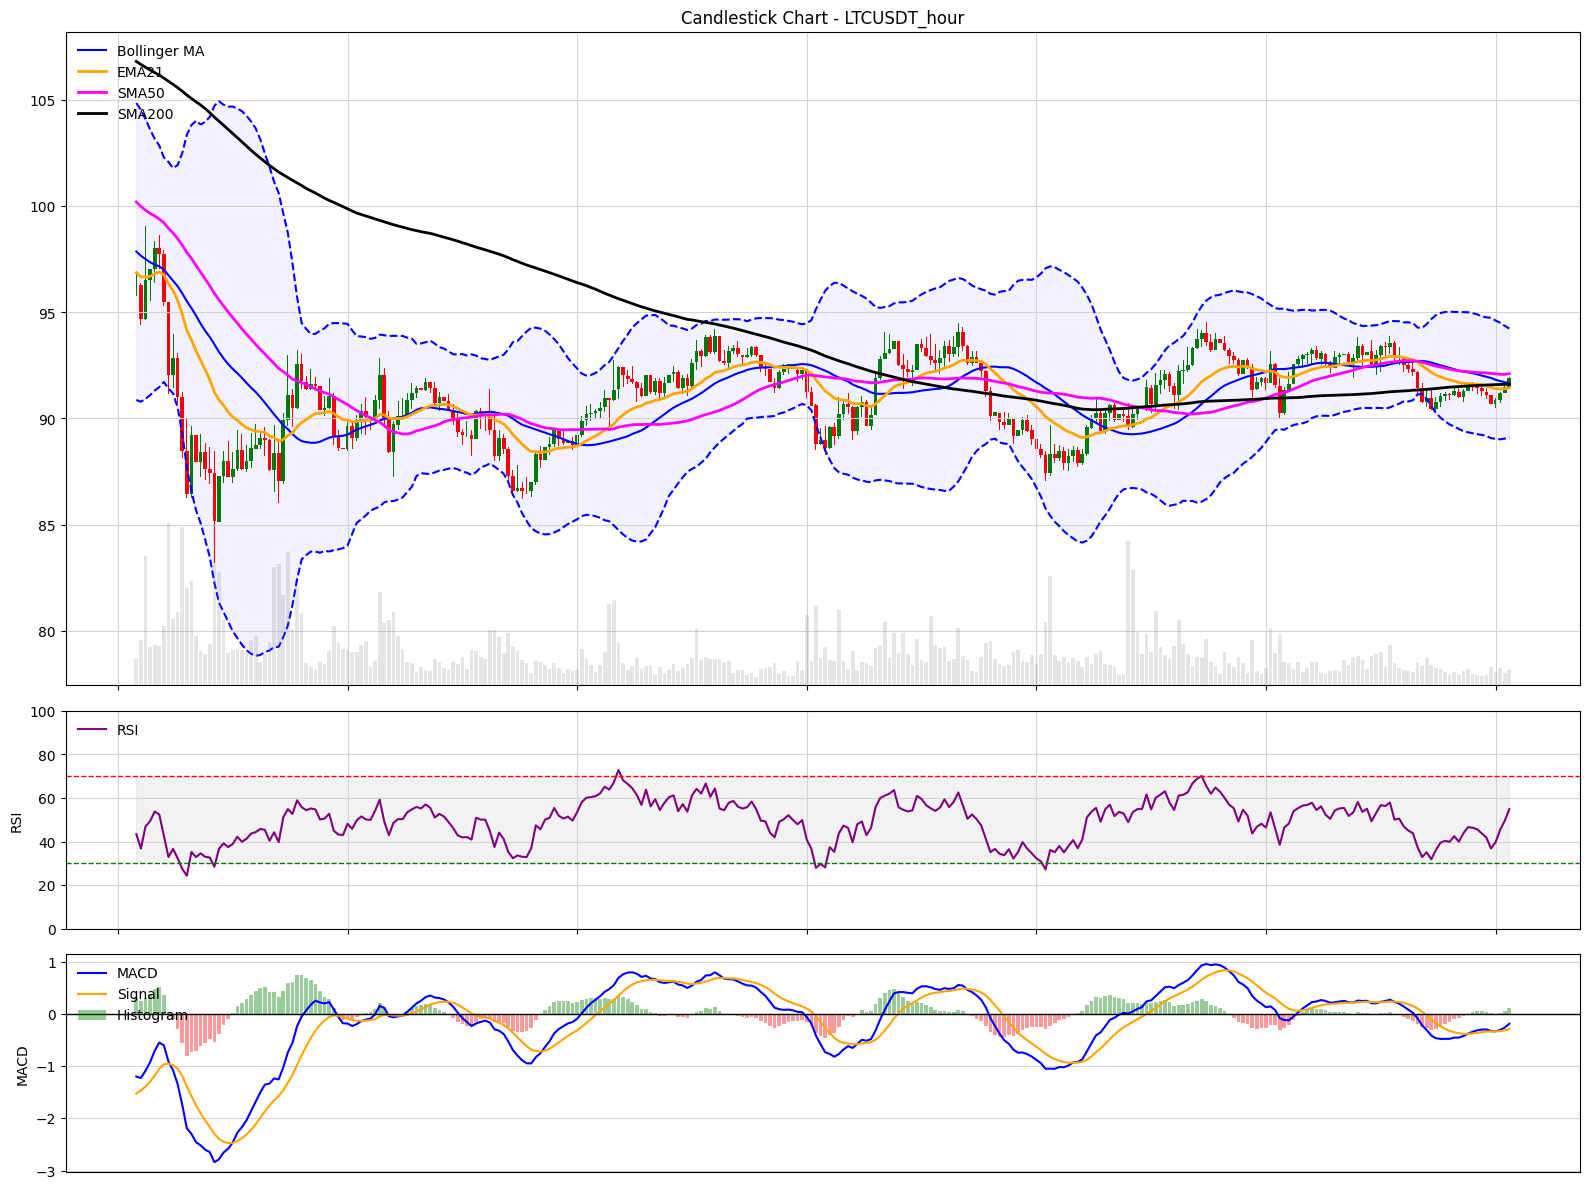 Candlestick Chart - LTCUSDT_hour
Bollinger MA
EMA21
SMA50
SMA200
105
100
95
90
85
80
RSI
100
80
60
40
20
0
RSI
MACD
Signal
Histogram
1
0
−1
−2
−3
MACD